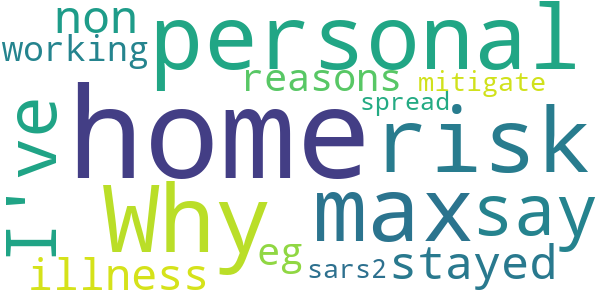 non personal
working
reasons mitigate
spread
I've home risk
Why max say
eg
illness sars2 stayed